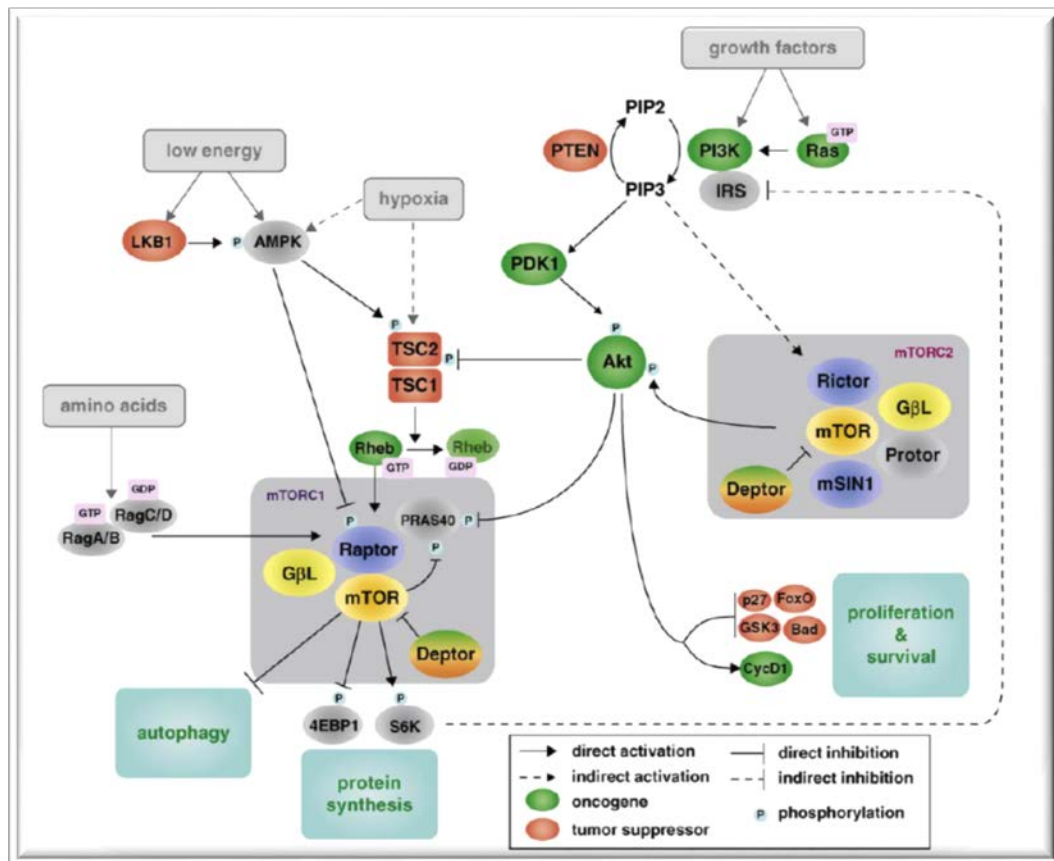 growth factors
PIP2
GTP
PTEN
PI3K
Ras
low energy
PIP3
IRS
hypoxia
LKB1
P
AMPK
PDK1
P
P
TSC2
P
Akt
P
mTORC2
TSC1
Rictor
GβL
amino acids
mTOR
Rheb
Rheb
Protor
GTP
GDP
mSIN1
Deptor
GDP
mTORC1
GTP
RagC/D
P
PRAS40
P
RagA/B
Raptor
P
GβL
mTOR
p27
FoxO
GSK3
Bad
proliferation
&
survival
Deptor
CycD1
P
P
4EBP1
S6K
autophagy
protein
synthesis
direct activation
direct inhibition
indirect activation
indirect inhibition
oncogene
P
phosphorylation
tumor suppressor